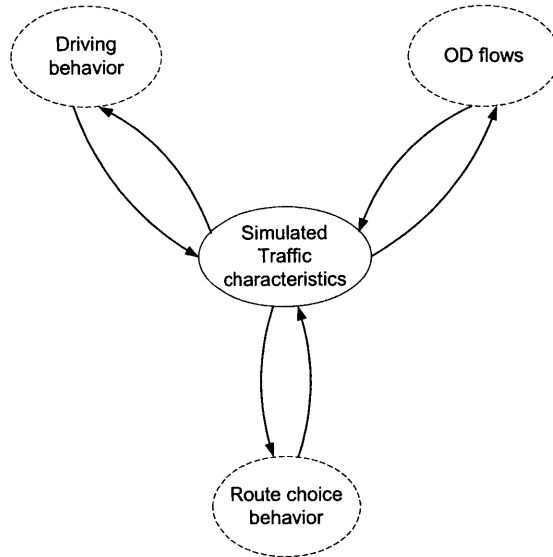 Driving
behavior
OD flows
Simulated
Traffic
characteristics
Route choice
behavior